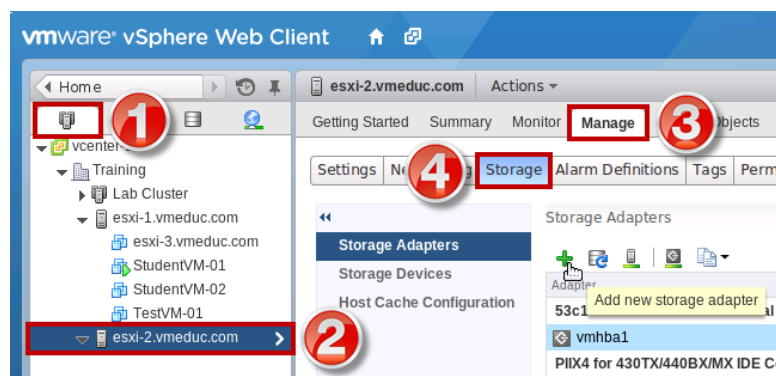 vmware® vSphere Web Client
Home
esxi-2.vmeduc.com Actions
1
Getting Started Summary Monitor Manage 3 Objects
vcenter-
Training
Settings 4 Storage Alarm Definitions Tags Perm
Lab Cluster
esxi-1.vmeduc.com
esxi-3.vmeduc.com
StudentVM-01
StudentVM-02
TestVM-01
esxi-2.vmeduc.com
2
Storage Adapters
Storage Devices
Host Cache Configuration
Storage Adapters
Adapter
Add new storage adapter
53c1
vmhba1
PIIX4 for 430TX/440BX/MX IDE C